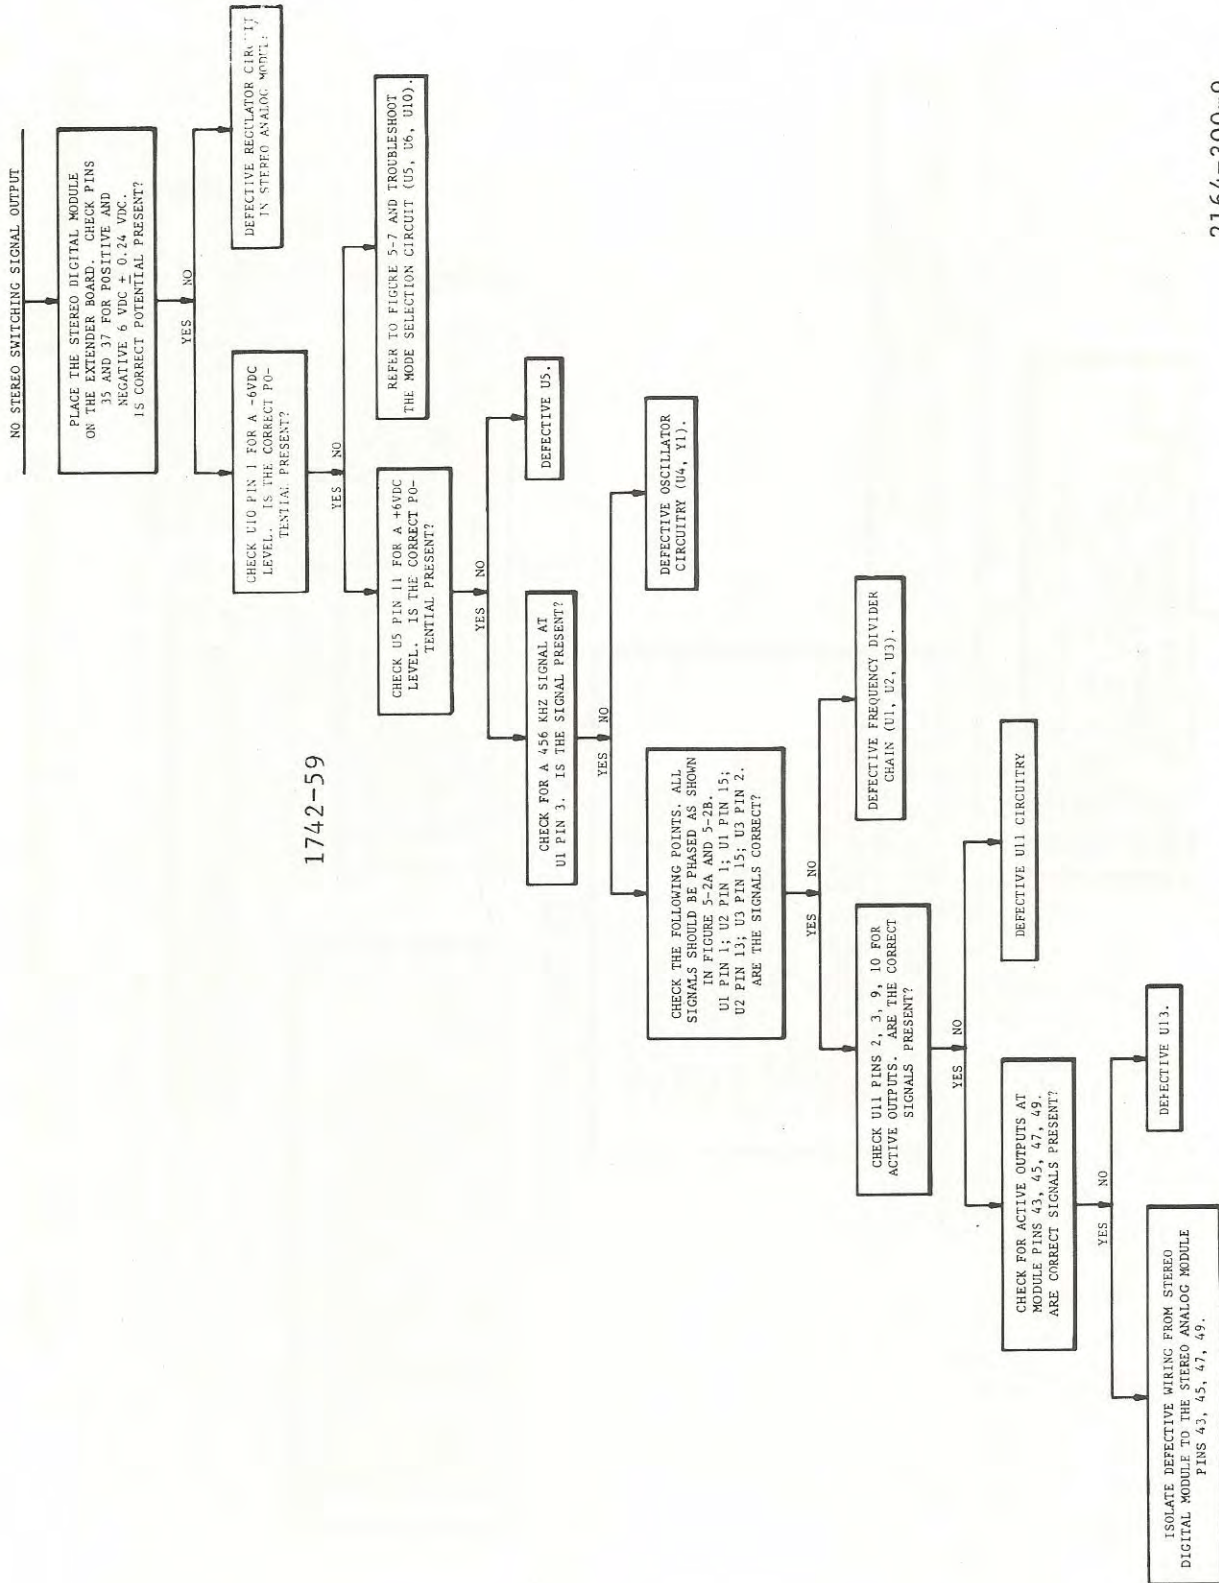 NO STEREO SWITCHING SIGNAL OUTPUT
PLACE THE STEREO DIGITAL MODULE
ON THE EXTENDER BOARD. CHECK PINS
35 AND 37 FOR POSITIVE AND
NEGATIVE 6 VDC ± 0.24 VDC.
IS CORRECT POTENTIAL PRESENT?
YES NO
DEFECTIVE REGULATOR CIRCUIT
IN STEREO ANALOG MODULE
CHECK U10 PIN 1 FOR A -6VDC
LEVEL. IS THE CORRECT PO-
TENTIAL PRESENT?
YES NO
REFER TO FIGURE 5-7 AND TROUBLESHOOT
THE MODE SELECTION CIRCUIT (U5, U6, U10).
CHECK U5 PIN 11 FOR A +6VDC
LEVEL. IS THE CORRECT PO-
TENTIAL PRESENT?
YES NO
DEFECTIVE U5.
CHECK FOR A 456 KHZ SIGNAL AT
U1 PIN 3. IS THE SIGNAL PRESENT?
YES NO
DEFECTIVE OSCILLATOR
CIRCUITRY (U4, Y1).
CHECK THE FOLLOWING POINTS. ALL
SIGNALS SHOULD BE PHASED AS SHOWN
IN FIGURE 5-2A AND 5-2B.
U1 PIN 1; U2 PIN 1; U1 PIN 15;
U2 PIN 13; U3 PIN 15; U3 PIN 2.
ARE THE SIGNALS CORRECT?
YES NO
DEFECTIVE FREQUENCY DIVIDER
CHAIN (U1, U2, U3).
CHECK U11 PINS 2, 3, 9, 10 FOR
ACTIVE OUTPUTS. ARE THE CORRECT
SIGNALS PRESENT?
YES NO
DEFECTIVE U11 CIRCUITRY
CHECK FOR ACTIVE OUTPUTS AT
MODULE PINS 43, 45, 47, 49.
ARE CORRECT SIGNALS PRESENT?
YES NO
DEFECTIVE U13.
ISOLATE DEFECTIVE WIRING FROM STEREO
DIGITAL MODULE TO THE STEREO ANALOG MODULE
PINS 43, 45, 47, 49.
1742-59